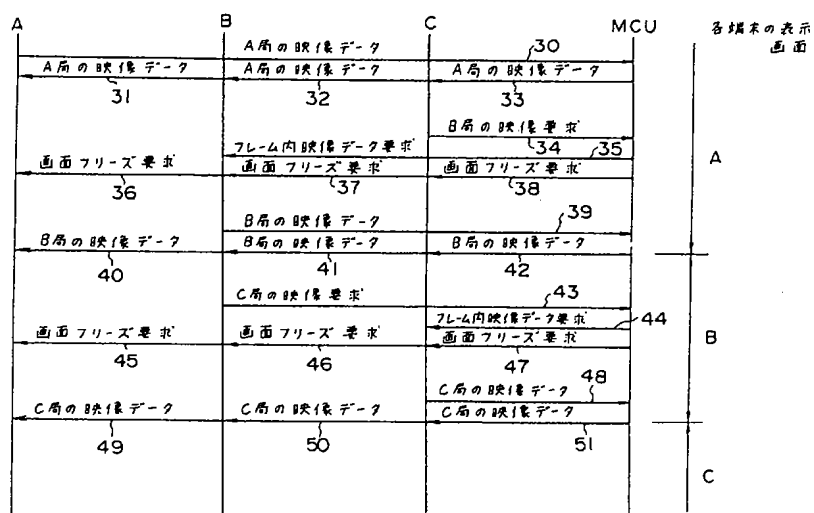 A B C MCU 各端末の表示
画面
A局の映像データ 30
A局の映像データ A局の映像データ A局の映像データ
31 32 33
B局の映像要求
34 35
フレーム内映像データ要求
画面フリーズ要求 画面フリーズ要求 画面フリーズ要求 A
36 37 38
B局の映像データ 39
B局の映像データ B局の映像データ B局の映像データ
40 41 42
C局の映像要求 43
フレーム内映像データ要求 44
画面フリーズ要求 画面フリーズ要求 画面フリーズ要求 B
45 46 47
C局の映像データ 48
C局の映像データ C局の映像データ C局の映像データ
49 50 51
C